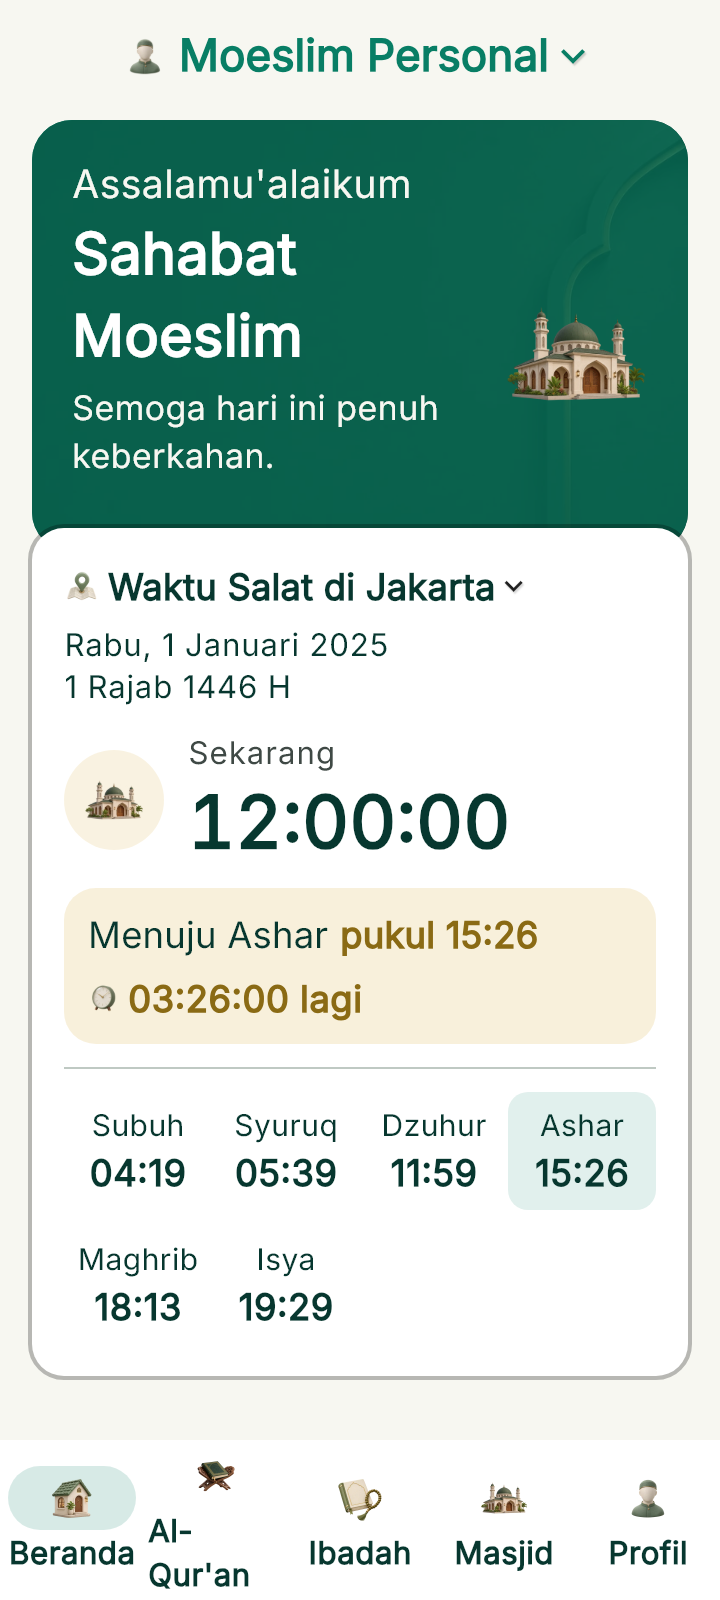 Moeslim Personal
Assalamu'alaikum
Sahabat
Moeslim
Semoga hari ini penuh
keberkahan.
Waktu Salat di Jakarta
Rabu, 1 Januari 2025
1 Rajab 1446 H
Sekarang
12:00:00
Menuju Ashar pukul 15:26
03:26:00 lagi
Subuh Syuruq Dzuhur Ashar
04:19 05:39 11:59 15:26
Maghrib Isya
18:13 19:29
Beranda Al-Qur'an Ibadah Masjid Profil